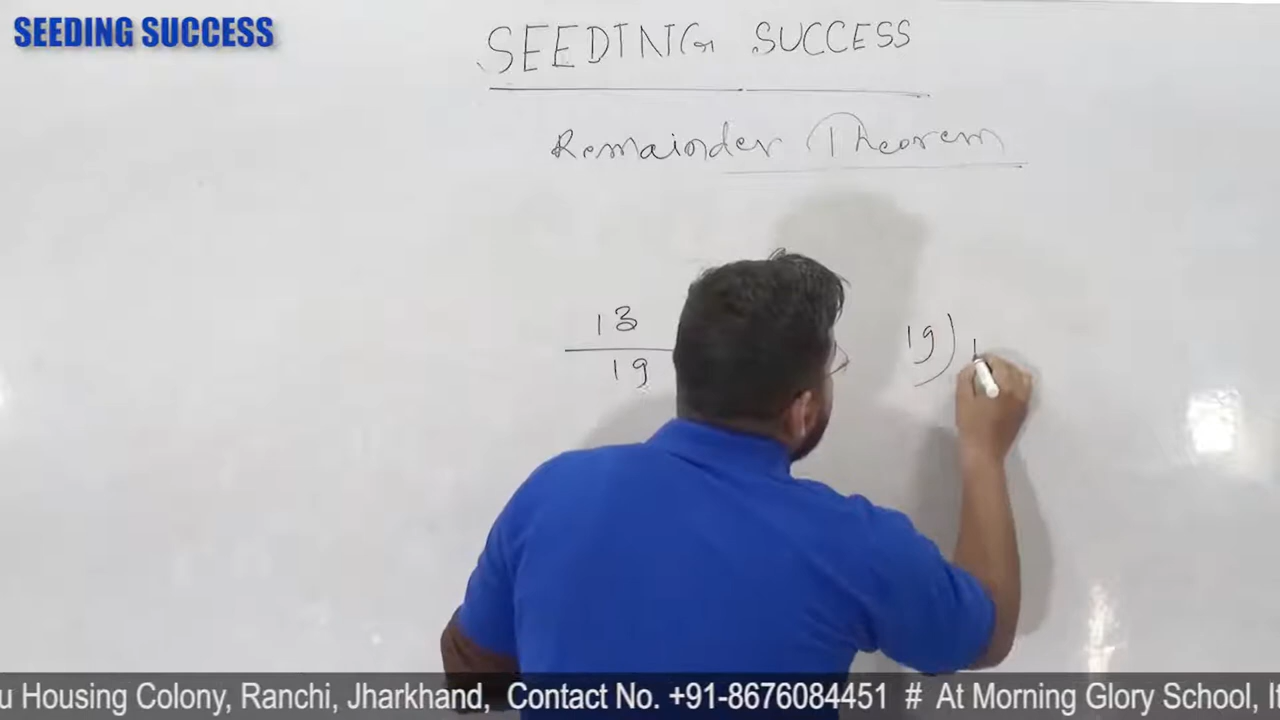 SEEDING SUCCESS
SEEDING SUCCESS
Remainder Theorem
13
19
19)1
u Housing Colony, Ranchi, Jharkhand, Contact No. +91-8676084451 # At Morning Glory School, It